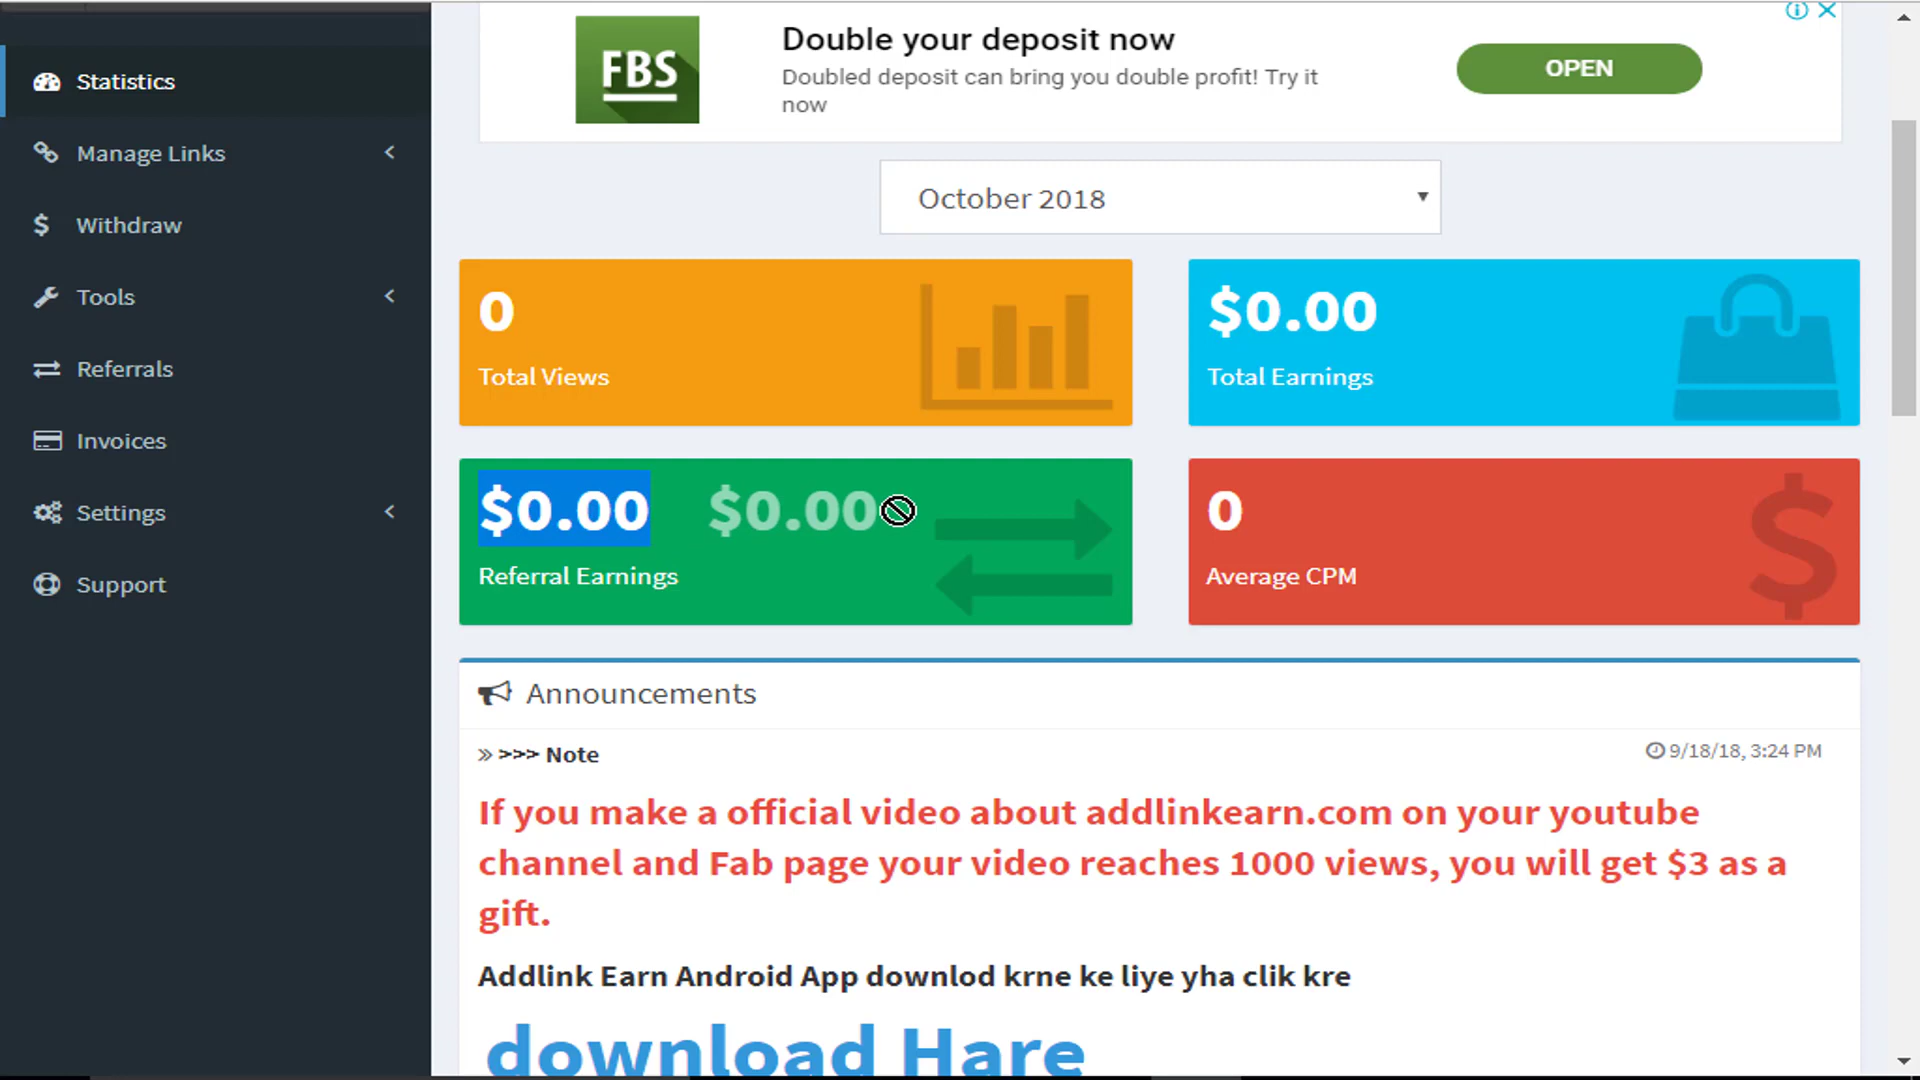 Statistics
Manage Links
Withdraw
Tools
Referrals
Invoices
Settings
Support
FBS
Double your deposit now
Doubled deposit can bring you double profit! Try it
now
OPEN
October 2018
0
Total Views
$0.00
Total Earnings
$0.00 $0.00
Referral Earnings
0
Average CPM
$
Announcements
» >>> Note
9/18/18, 3:24 PM
If you make a official video about addlinkearn.com on your youtube
channel and Fab page your video reaches 1000 views, you will get $3 as a
gift.
Addlink Earn Android App downlod krne ke liye yha clik kre
download Hare